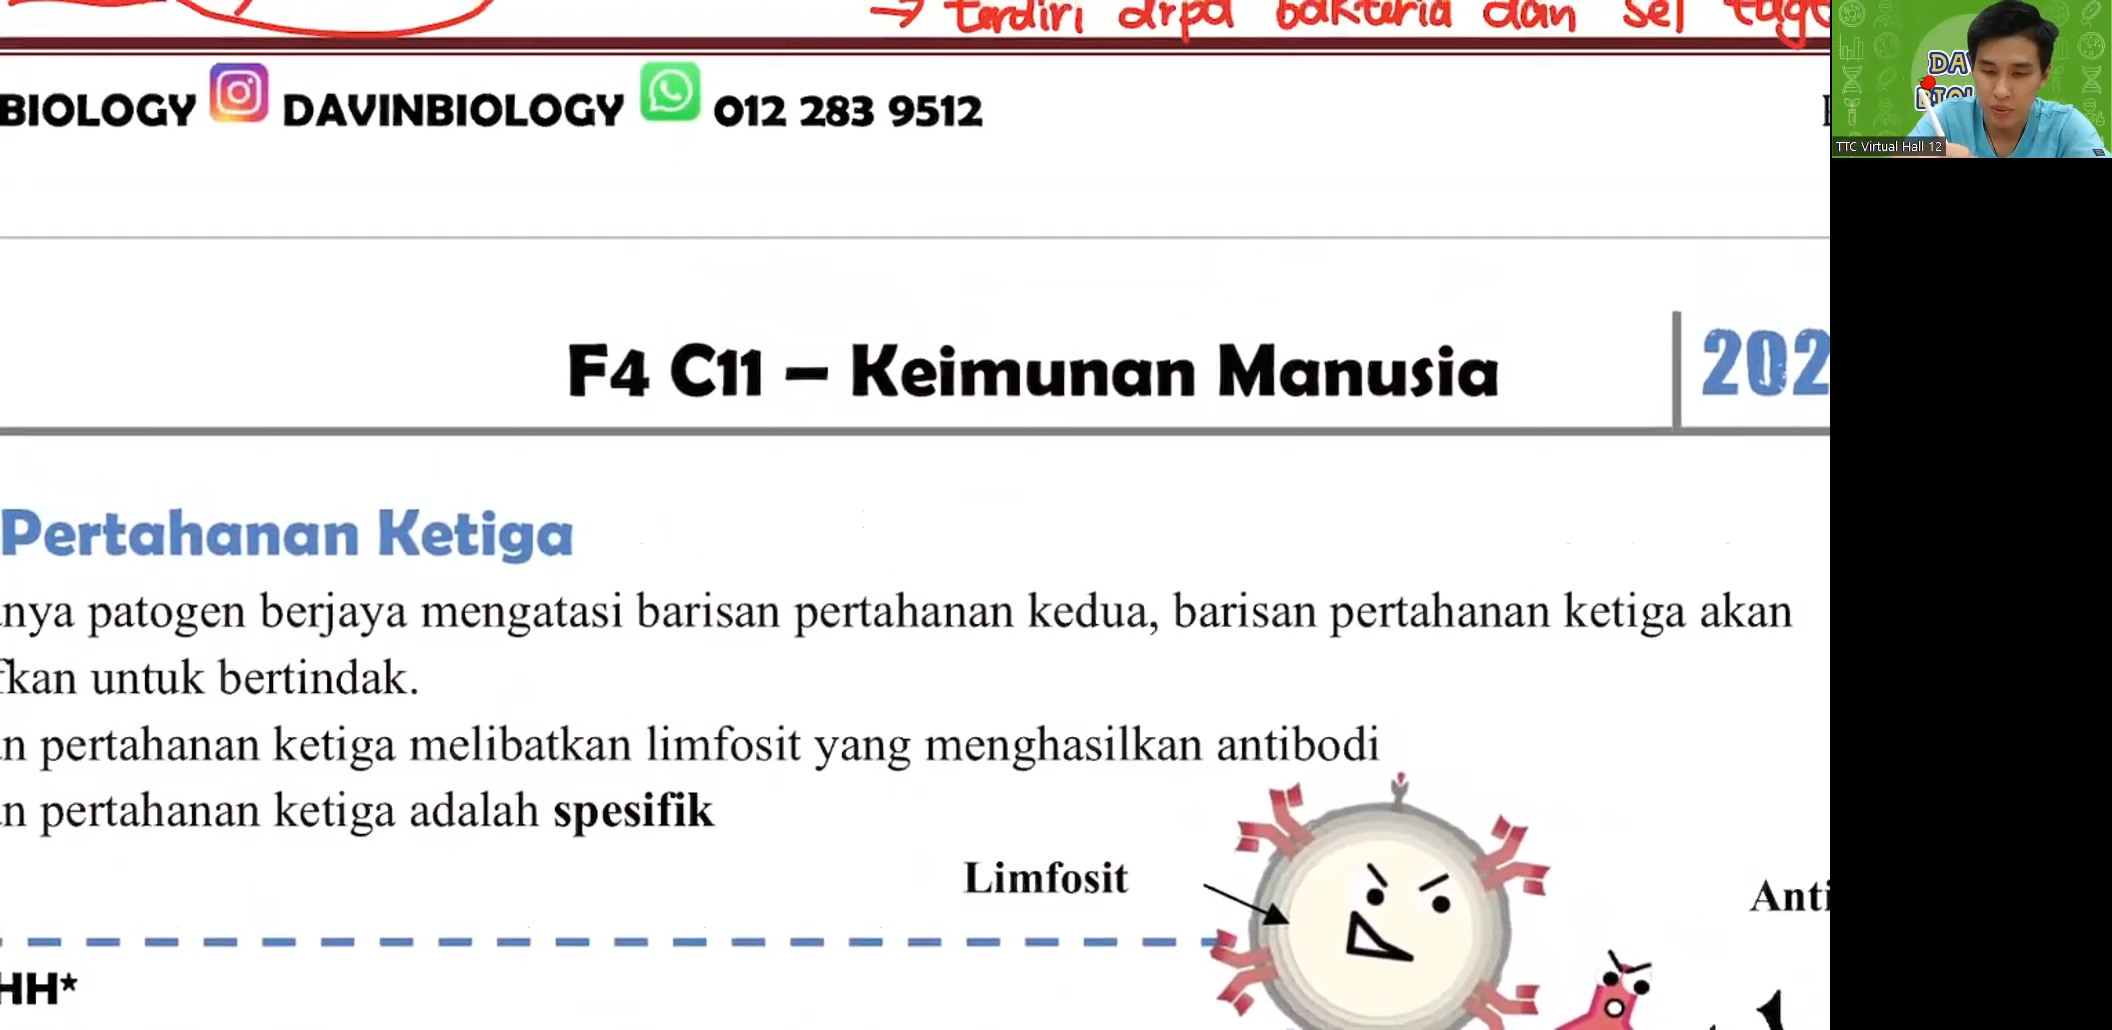 → terdiri drpd bakteria dan sel
BIOLOGY DAVINBIOLOGY 012 283 9512
TTC Virtual Hall 12
F4 C11 – Keimunan Manusia
202
Pertahanan Ketiga
nya patogen berjaya mengatasi barisan pertahanan kedua, barisan pertahanan ketiga akan
fkan untuk bertindak.
n pertahanan ketiga melibatkan limfosit yang menghasilkan antibodi
n pertahanan ketiga adalah spesifik
Limfosit
Anti
HH*